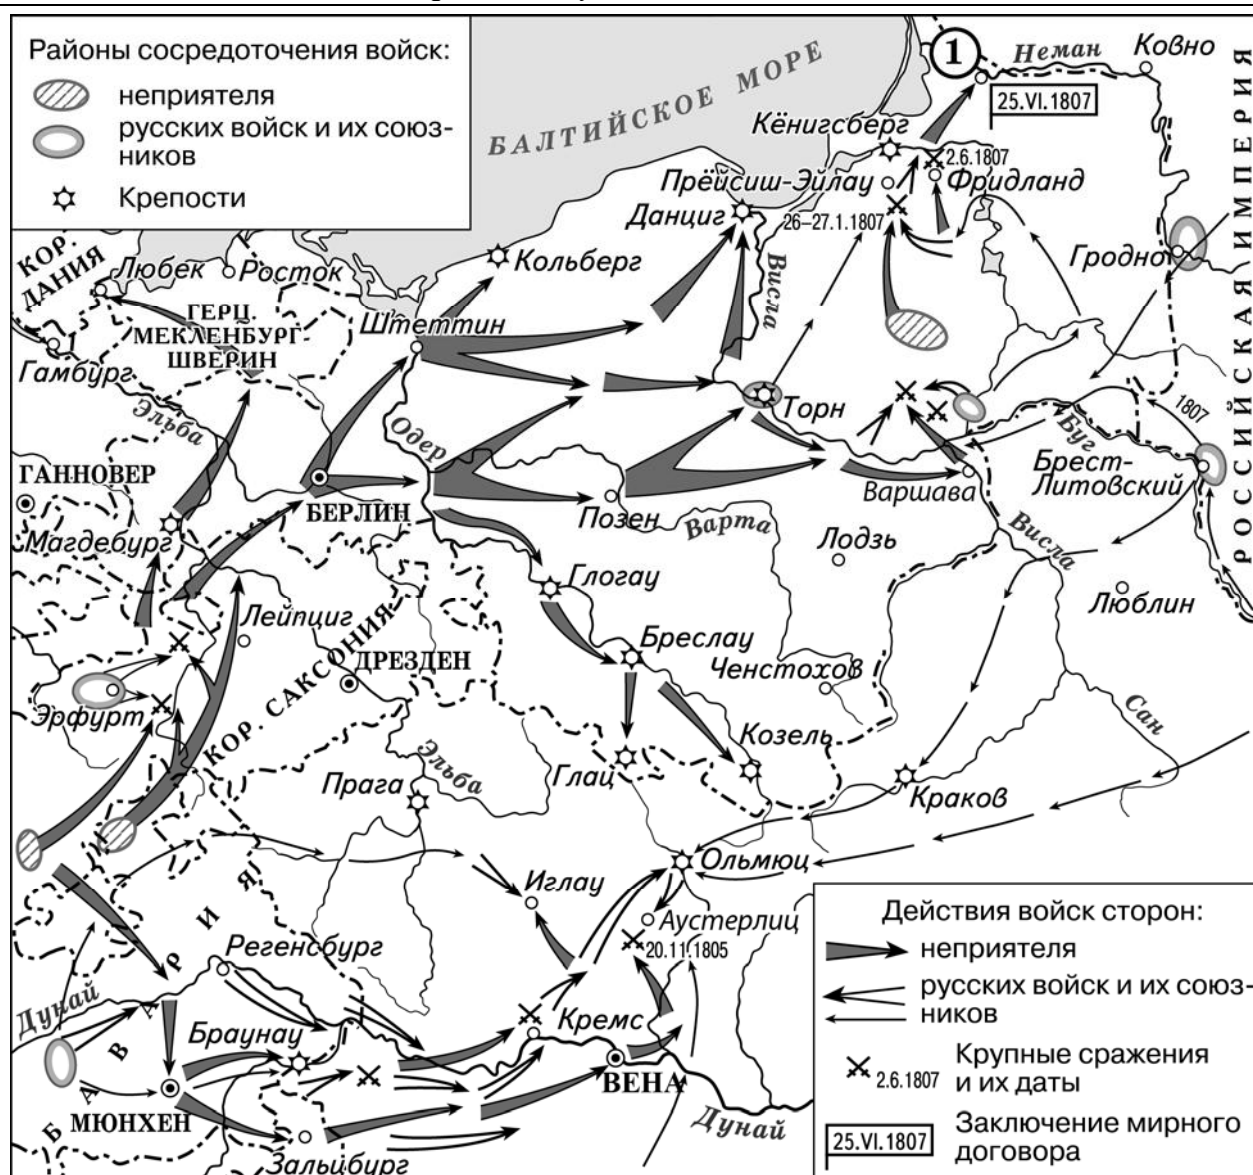 Районы сосредоточения войск:
неприятеля
русских войск и их союз-
ников
Крепости
БАЛТИЙСКОЕ МОРЕ
1
Неман
Ковно
25.VI.1807
Кёнигсберг
2.6.1807
Прёйсиш-Эйлау
Фридланд
Данциг
26–27.1.1807
РОССИЙСКАЯ ИМПЕРИЯ
КОР.
ДАНИЯ
Любек
Росток
Кольберг
Висла
Гродно
ГЕРЦ.
МЕКЛЕНБУРГ-
ШВЕРИН
Штеттин
Гамбург
Эльба
Одер
Торн
1807
Буг
ГАННОВЕР
БЕРЛИН
Позен
Варта
Варшава
Брест-
Литовский
Магдебург
Лодзь
Висла
Глогау
Люблин
Лейпциг
Бреслау
ДРЕЗДЕН
Ченстохов
Эрфурт
КОР. САКСОНИЯ
Сан
Эльба
Козель
Прага
Глац
Краков
Ольмюц
Иглау
Аустерлиц
20.11.1805
БАВАРИЯ
Регенсбург
Дунай
Браунау
Кремс
ВЕНА
МЮНХЕН
Дунай
Зальцбург
Действия войск сторон:
неприятеля
русских войск и их союз-
ников
Крупные сражения
и их даты
2.6.1807
Заключение мирного
договора
25.VI.1807